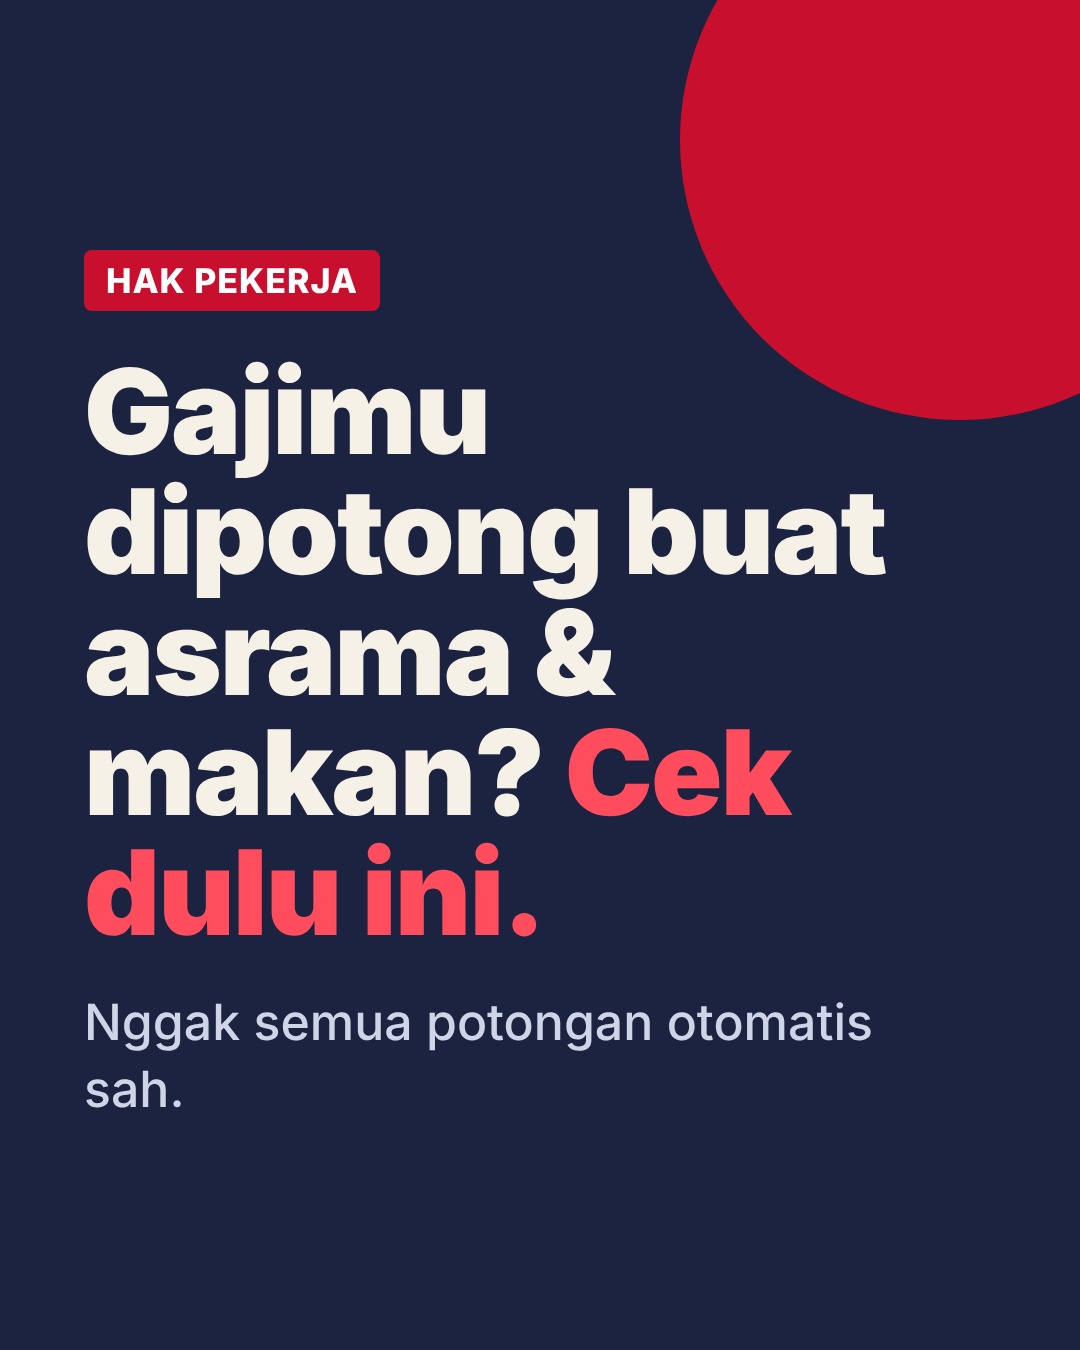 HAK PEKERJA
Gajimu
dipotong buat
asrama &
makan? Cek
dulu ini.
Nggak semua potongan otomatis
sah.